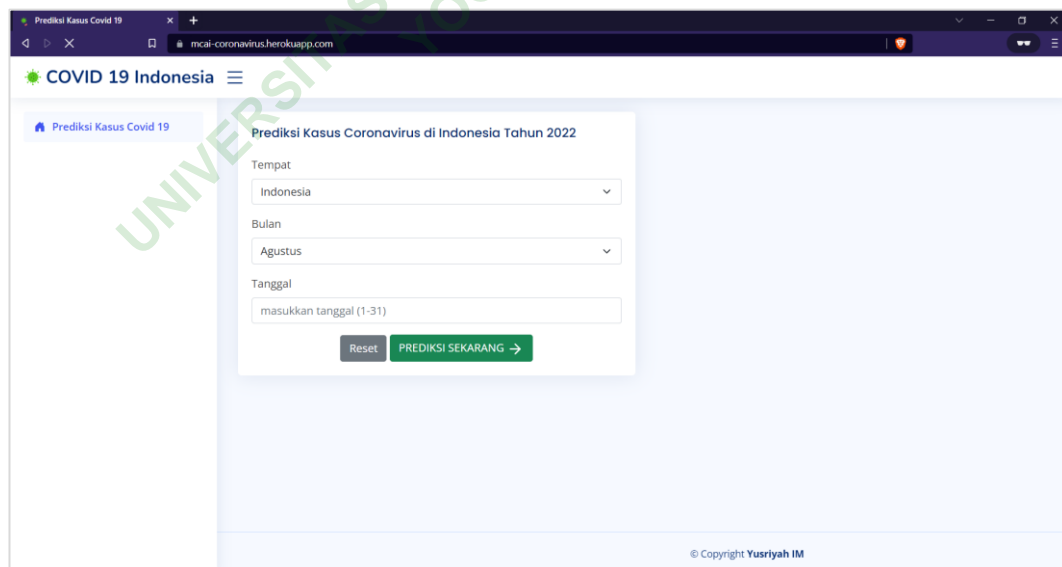 Prediksi Kasus Covid 19
mcai-coronavirus.herokuapp.com
COVID 19 Indonesia
Prediksi Kasus Covid 19
Prediksi Kasus Coronavirus di Indonesia Tahun 2022
Tempat
Indonesia
Bulan
Agustus
Tanggal
masukkan tanggal (1-31)
Reset
PREDIKSI SEKARANG →
© Copyright Yusriyah IM
UNIVERSITAS